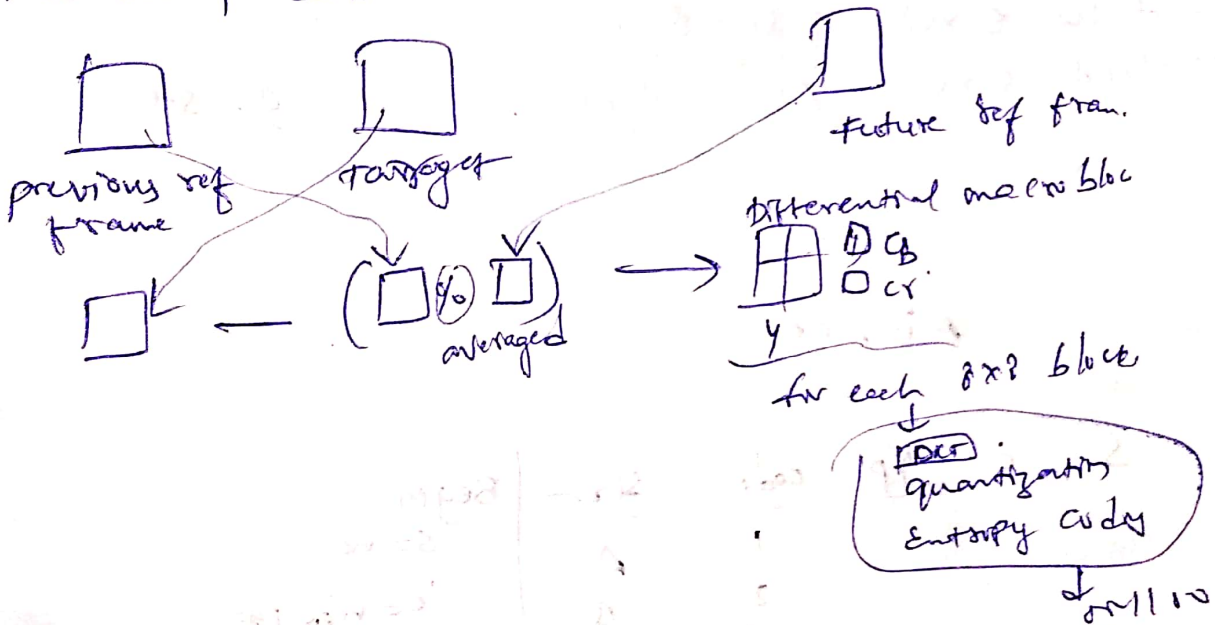 previous ref
frame
target
Future ref fram.
Differential macro bloc
Cb
Cr
Y
( % )
averaged
for each 8x8 block
DCT
quantization
Entropy coding